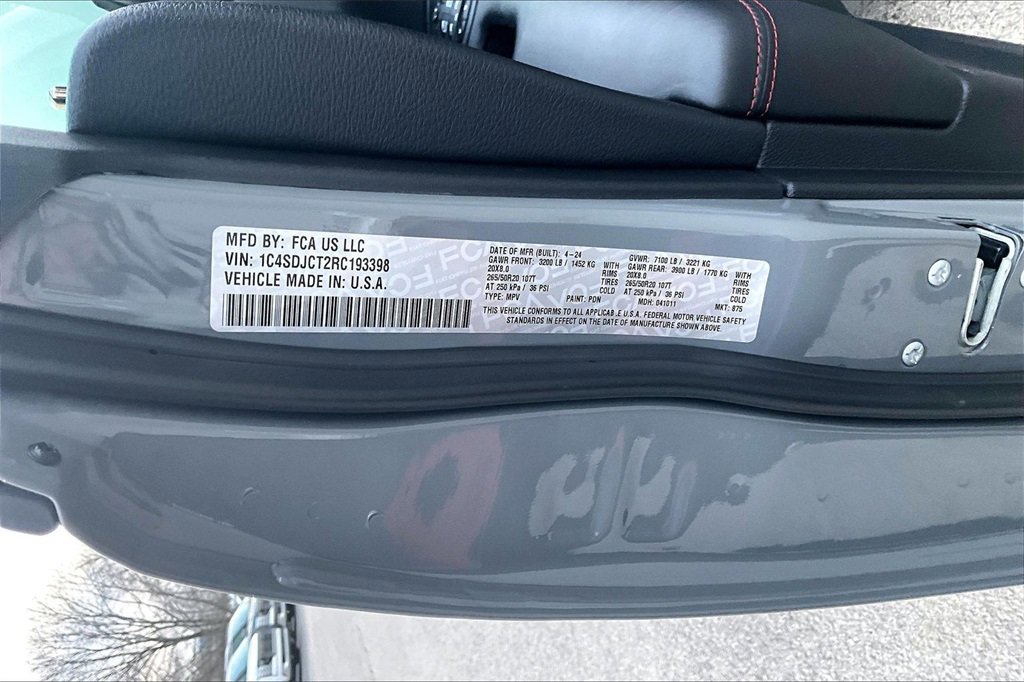 MFD BY: FCA US LLC
VIN: 1C4SDJCT2RC193398
VEHICLE MADE IN: U.S.A.
DATE OF MFR (BUILT): 4-24 GVWR: 7100 LB / 3221 KG
GAWR FRONT: 3200 LB / 1452 KG WITH GAWR REAR: 3900 LB / 1770 KG WITH
20X8.0 RIMS 20X8.0 RIMS
265/50R20 107T TIRES 265/50R20 107T TIRES
AT 250 kPa / 36 PSI COLD AT 250 kPa / 36 PSI COLD
TYPE: MPV PAINT: PDN MDH: 041011 MKT: 875
THIS VEHICLE CONFORMS TO ALL APPLICABLE U.S.A. FEDERAL MOTOR VEHICLE SAFETY
STANDARDS IN EFFECT ON THE DATE OF MANUFACTURE SHOWN ABOVE.